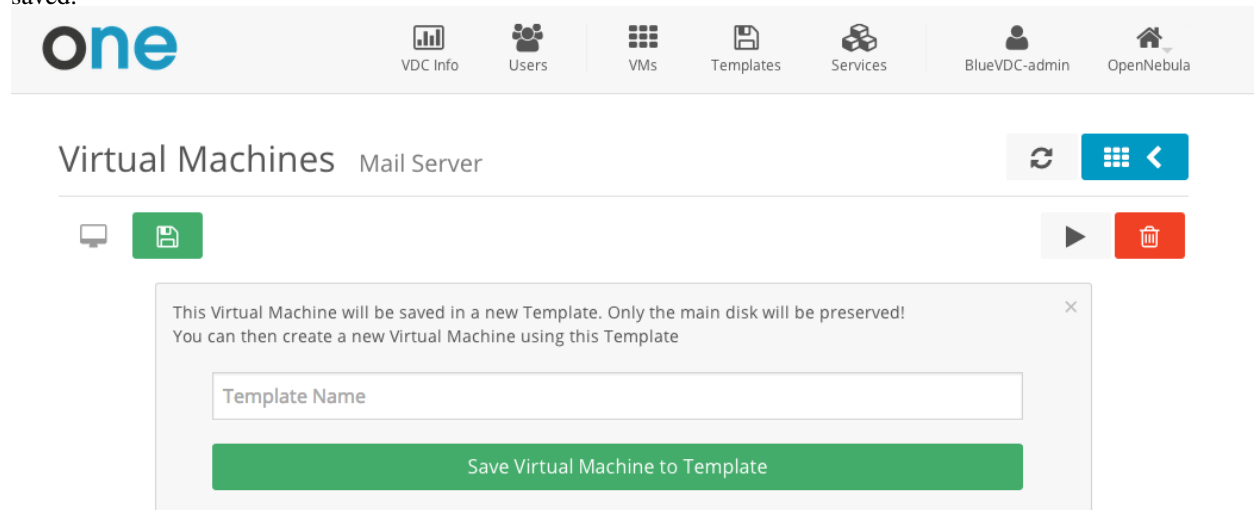 saved.
one
VDC Info
Users
VMs
Templates
Services
BlueVDC-admin
OpenNebula
Virtual Machines Mail Server
This Virtual Machine will be saved in a new Template. Only the main disk will be preserved!
You can then create a new Virtual Machine using this Template
Template Name
Save Virtual Machine to Template